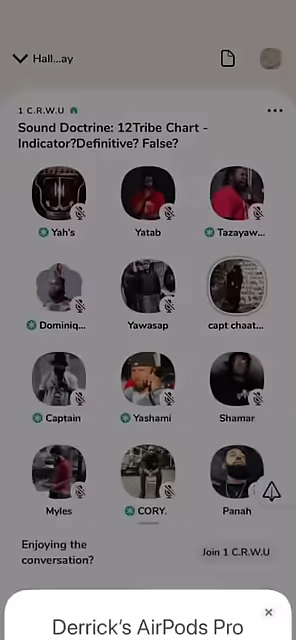 Hall...ay
1 C.R.W.U
Sound Doctrine: 12Tribe Chart -
Indicator?Definitive? False?
Yah's
Yatab
Tazayaw...
Dominiq...
Yawasap
capt chaat...
Captain
Yashami
Shamar
Myles
CORY.
Panah
Enjoying the
conversation?
Join 1 C.R.W.U
Derrick's AirPods Pro